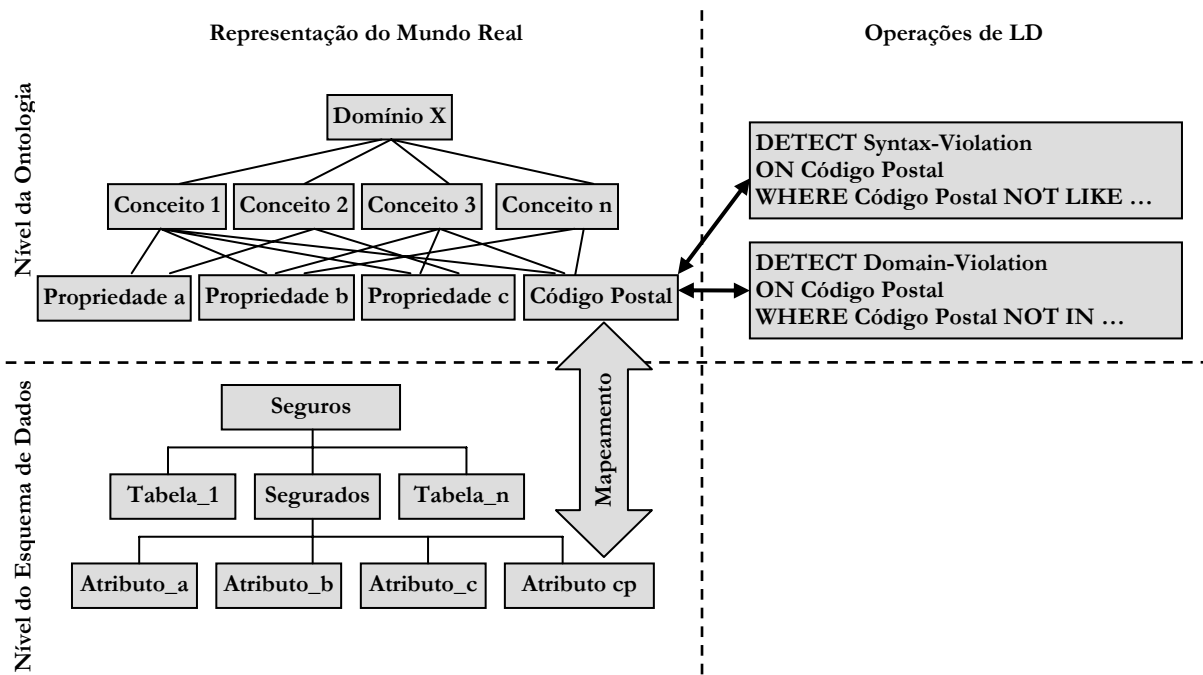 Representação do Mundo Real
Operações de LD
Nível da Ontologia
Domínio X
Conceito 1
Conceito 2
Conceito 3
Conceito n
Propriedade a
Propriedade b
Propriedade c
Código Postal
DETECT Syntax-Violation
ON Código Postal
WHERE Código Postal NOT LIKE …
DETECT Domain-Violation
ON Código Postal
WHERE Código Postal NOT IN …
Mapeamento
Nível do Esquema de Dados
Seguros
Tabela_1
Segurados
Tabela_n
Atributo_a
Atributo_b
Atributo_c
Atributo cp